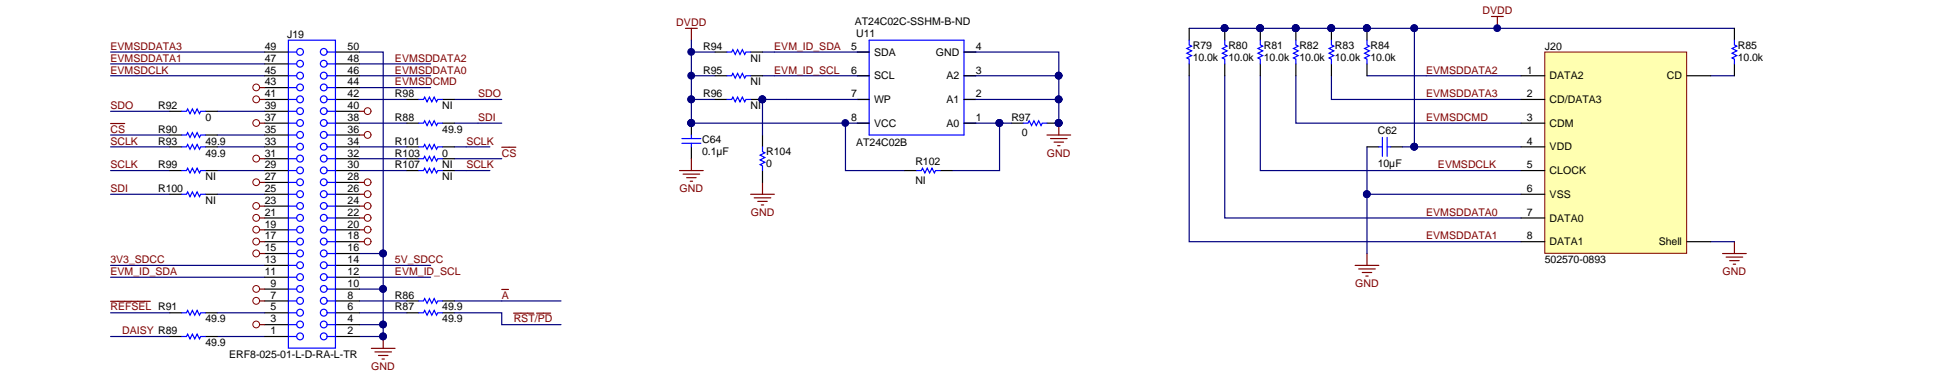 J19
EVMSDDATA3 49 50
EVMSDDATA1 47 48 EVMSDDATA2
EVMSDCLK 45 46 EVMSDDATA0
43 44 EVMSDCMD
41 42 R98 NI SDO
SDO R92 0 39 40
37 38 R88 49.9 SDI
CS R90 49.9 35 36
SCLK R93 49.9 33 34 R101 0 SCLK
31 32 R103 NI CS
SCLK R99 NI 29 30 R107 NI SCLK
27 28
SDI R100 NI 25 26
23 24
21 22
19 20
17 18
15 16
3V3_SDCC 13 14 5V_SDCC
EVM_ID_SDA 11 12 EVM_ID_SCL
9 10
7 8 R86 49.9 A
REFSEL R91 49.9 5 6 R87 49.9 RST/PD
3 4
DAISY R89 49.9 1 2
ERF8-025-01-L-D-RA-L-TR
GND
DVDD
AT24C02C-SSHM-B-ND
U11
R94 NI EVM_ID_SDA 5 SDA GND 4
R95 NI EVM_ID_SCL 6 SCL A2 3
R96 NI 7 WP A1 2
8 VCC A0 1 R97 0
AT24C02B
C64
0.1µF
R104
0
R102
NI
GND
GND
GND
DVDD
R79 R80 R81 R82 R83 R84 R85
10.0k 10.0k 10.0k 10.0k 10.0k 10.0k 10.0k
J20
EVMSDDATA2 1 DATA2 CD
EVMSDDATA3 2 CD/DATA3
EVMSDCMD 3 CDM
C62
10µF
4 VDD
EVMSDCLK 5 CLOCK
6 VSS
EVMSDDATA0 7 DATA0
EVMSDDATA1 8 DATA1 Shell
502570-0893
GND
GND